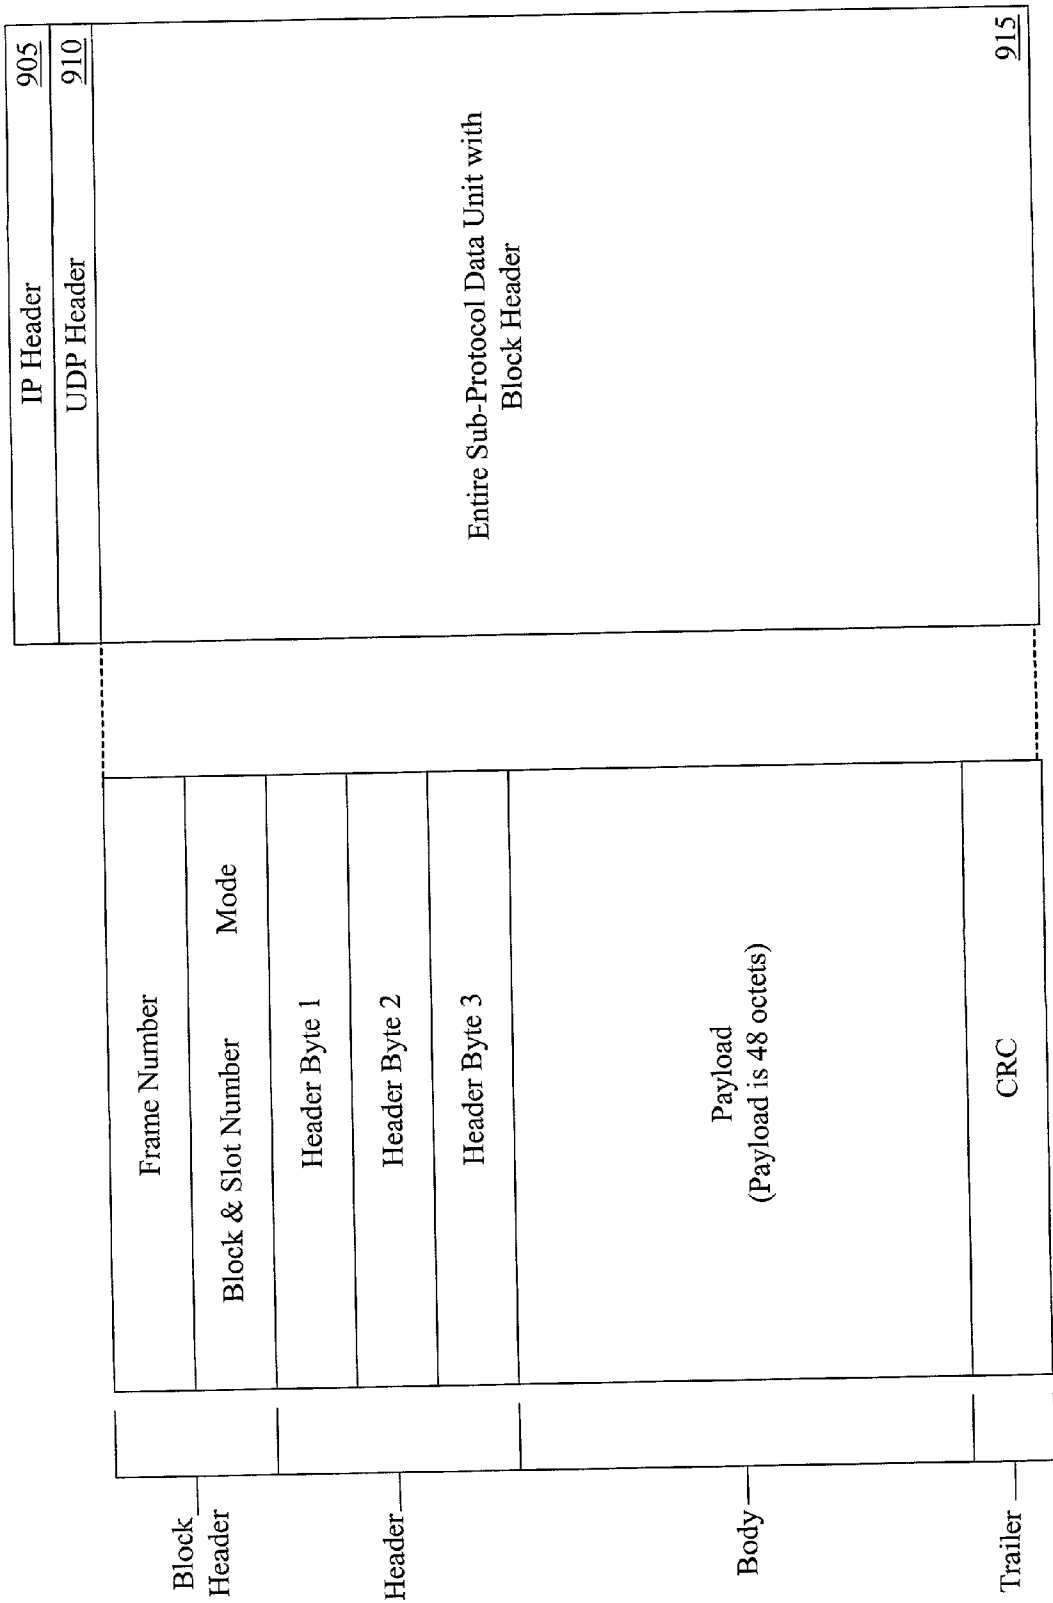 Block
Header
Header
Body
Trailer
Frame Number
Block & Slot Number Mode
Header Byte 1
Header Byte 2
Header Byte 3
Payload
(Payload is 48 octets)
CRC
IP Header 905
UDP Header 910
Entire Sub-Protocol Data Unit with
Block Header
915